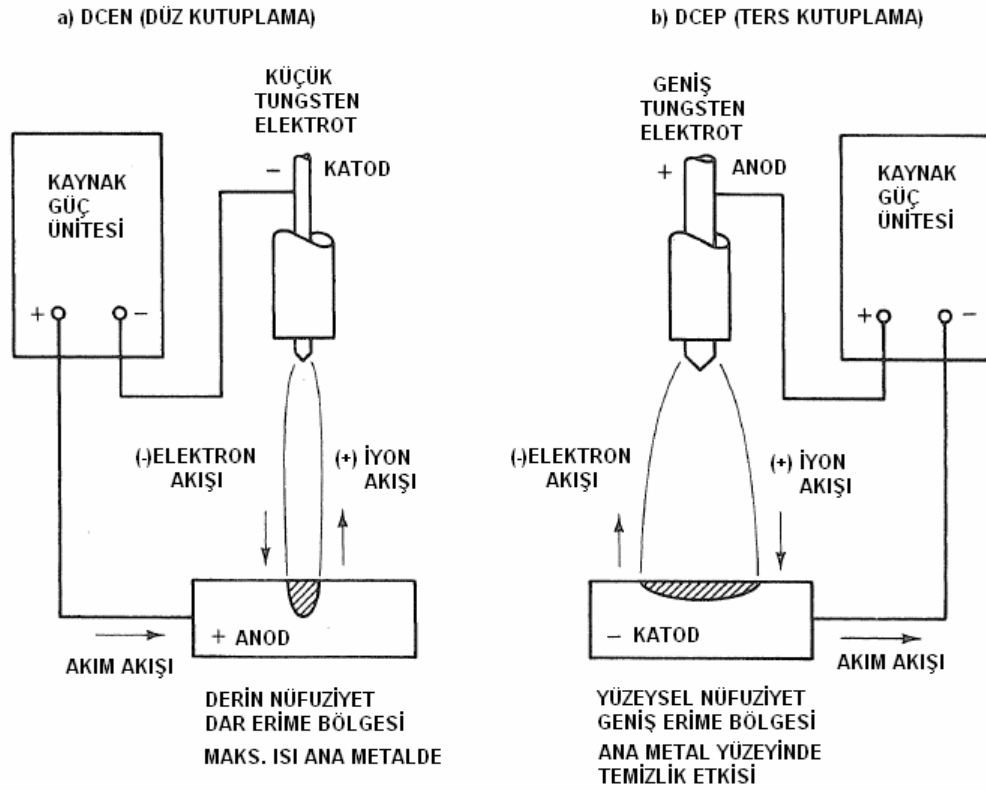 a) DCEN (DÜZ KUTUPLAMA)
KÜÇÜK
TUNGSTEN
ELEKTROT
KAYNAK
GÜÇ
ÜNİTESİ
− KATOD
+ −
(-)ELEKTRON
AKIŞI
(+) İYON
AKIŞI
+ ANOD
AKIM AKIŞI
DERİN NÜFUZİYET
DAR ERİME BÖLGESİ
MAKS. ISI ANA METALDE
b) DCEP (TERS KUTUPLAMA)
GENİŞ
TUNGSTEN
ELEKTROT
+ ANOD
KAYNAK
GÜÇ
ÜNİTESİ
+ −
(-)ELEKTRON
AKIŞI
(+) İYON
AKIŞI
− KATOD
AKIM AKIŞI
YÜZEYSEL NÜFUZİYET
GENİŞ ERİME BÖLGESİ
ANA METAL YÜZEYİNDE
TEMİZLİK ETKİSİ